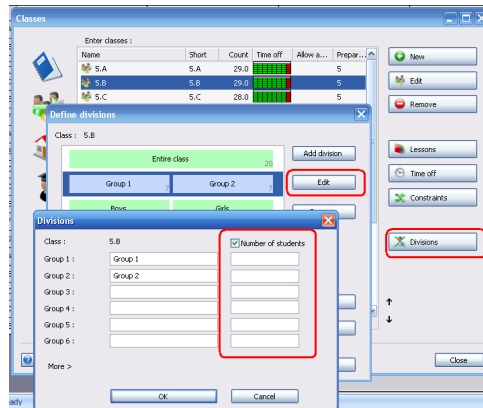 Classes
Enter classes :
Name Short Count Time off Allow a... Prepar...
5.A 5.A 29.0 5
5.B 5.B 29.0 5
5.C 5.C 28.0 5
New
Edit
Remove
Lessons
Time off
Constraints
Divisions
Close
Define divisions
Class : 5.B
Entire class 20
Group 1 7 Group 2 7
Boys Girls
Add division
Edit
Divisions
Class : 5.B Number of students
Group 1 : Group 1
Group 2 : Group 2
Group 3 :
Group 4 :
Group 5 :
Group 6 :
More >
OK Cancel